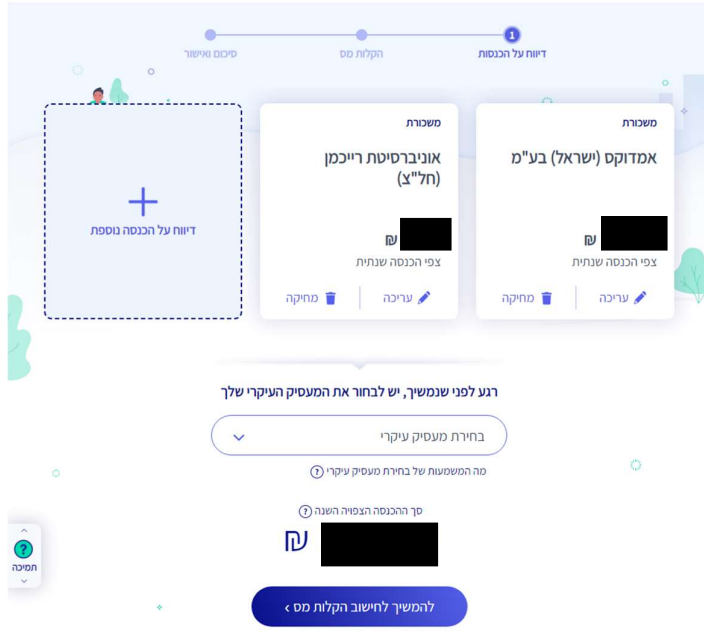 1
דיווח על הכנסות
הקלות מס
סיכום ואישור
משכורת
אמדוקס (ישראל) בע"מ
₪
צפי הכנסה שנתית
עריכה
מחיקה
משכורת
אוניברסיטת רייכמן
(חל"צ)
₪
צפי הכנסה שנתית
עריכה
מחיקה
דיווח על הכנסה נוספת
רגע לפני שנמשיך, יש לבחור את המעסיק העיקרי שלך
בחירת מעסיק עיקרי
מה המשמעות של בחירת מעסיק עיקרי ?
סך ההכנסה הצפויה השנה ?
₪
להמשיך לחישוב הקלות מס ›
?
תמיכה